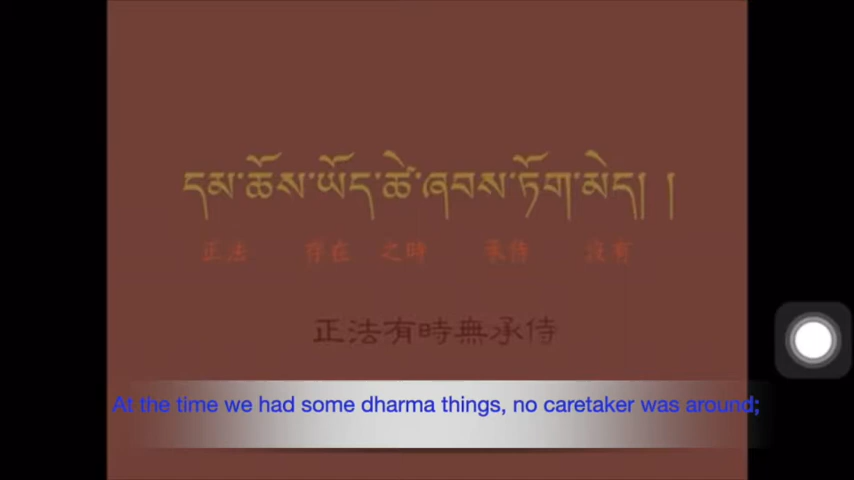 དམ་ཆོས་ཡོད་ཚེ་ཞབས་ཏོག་མེད། །
正法 存在 之時 承侍 沒有
正法有時無承侍
At the time we had some dharma things, no caretaker was around;